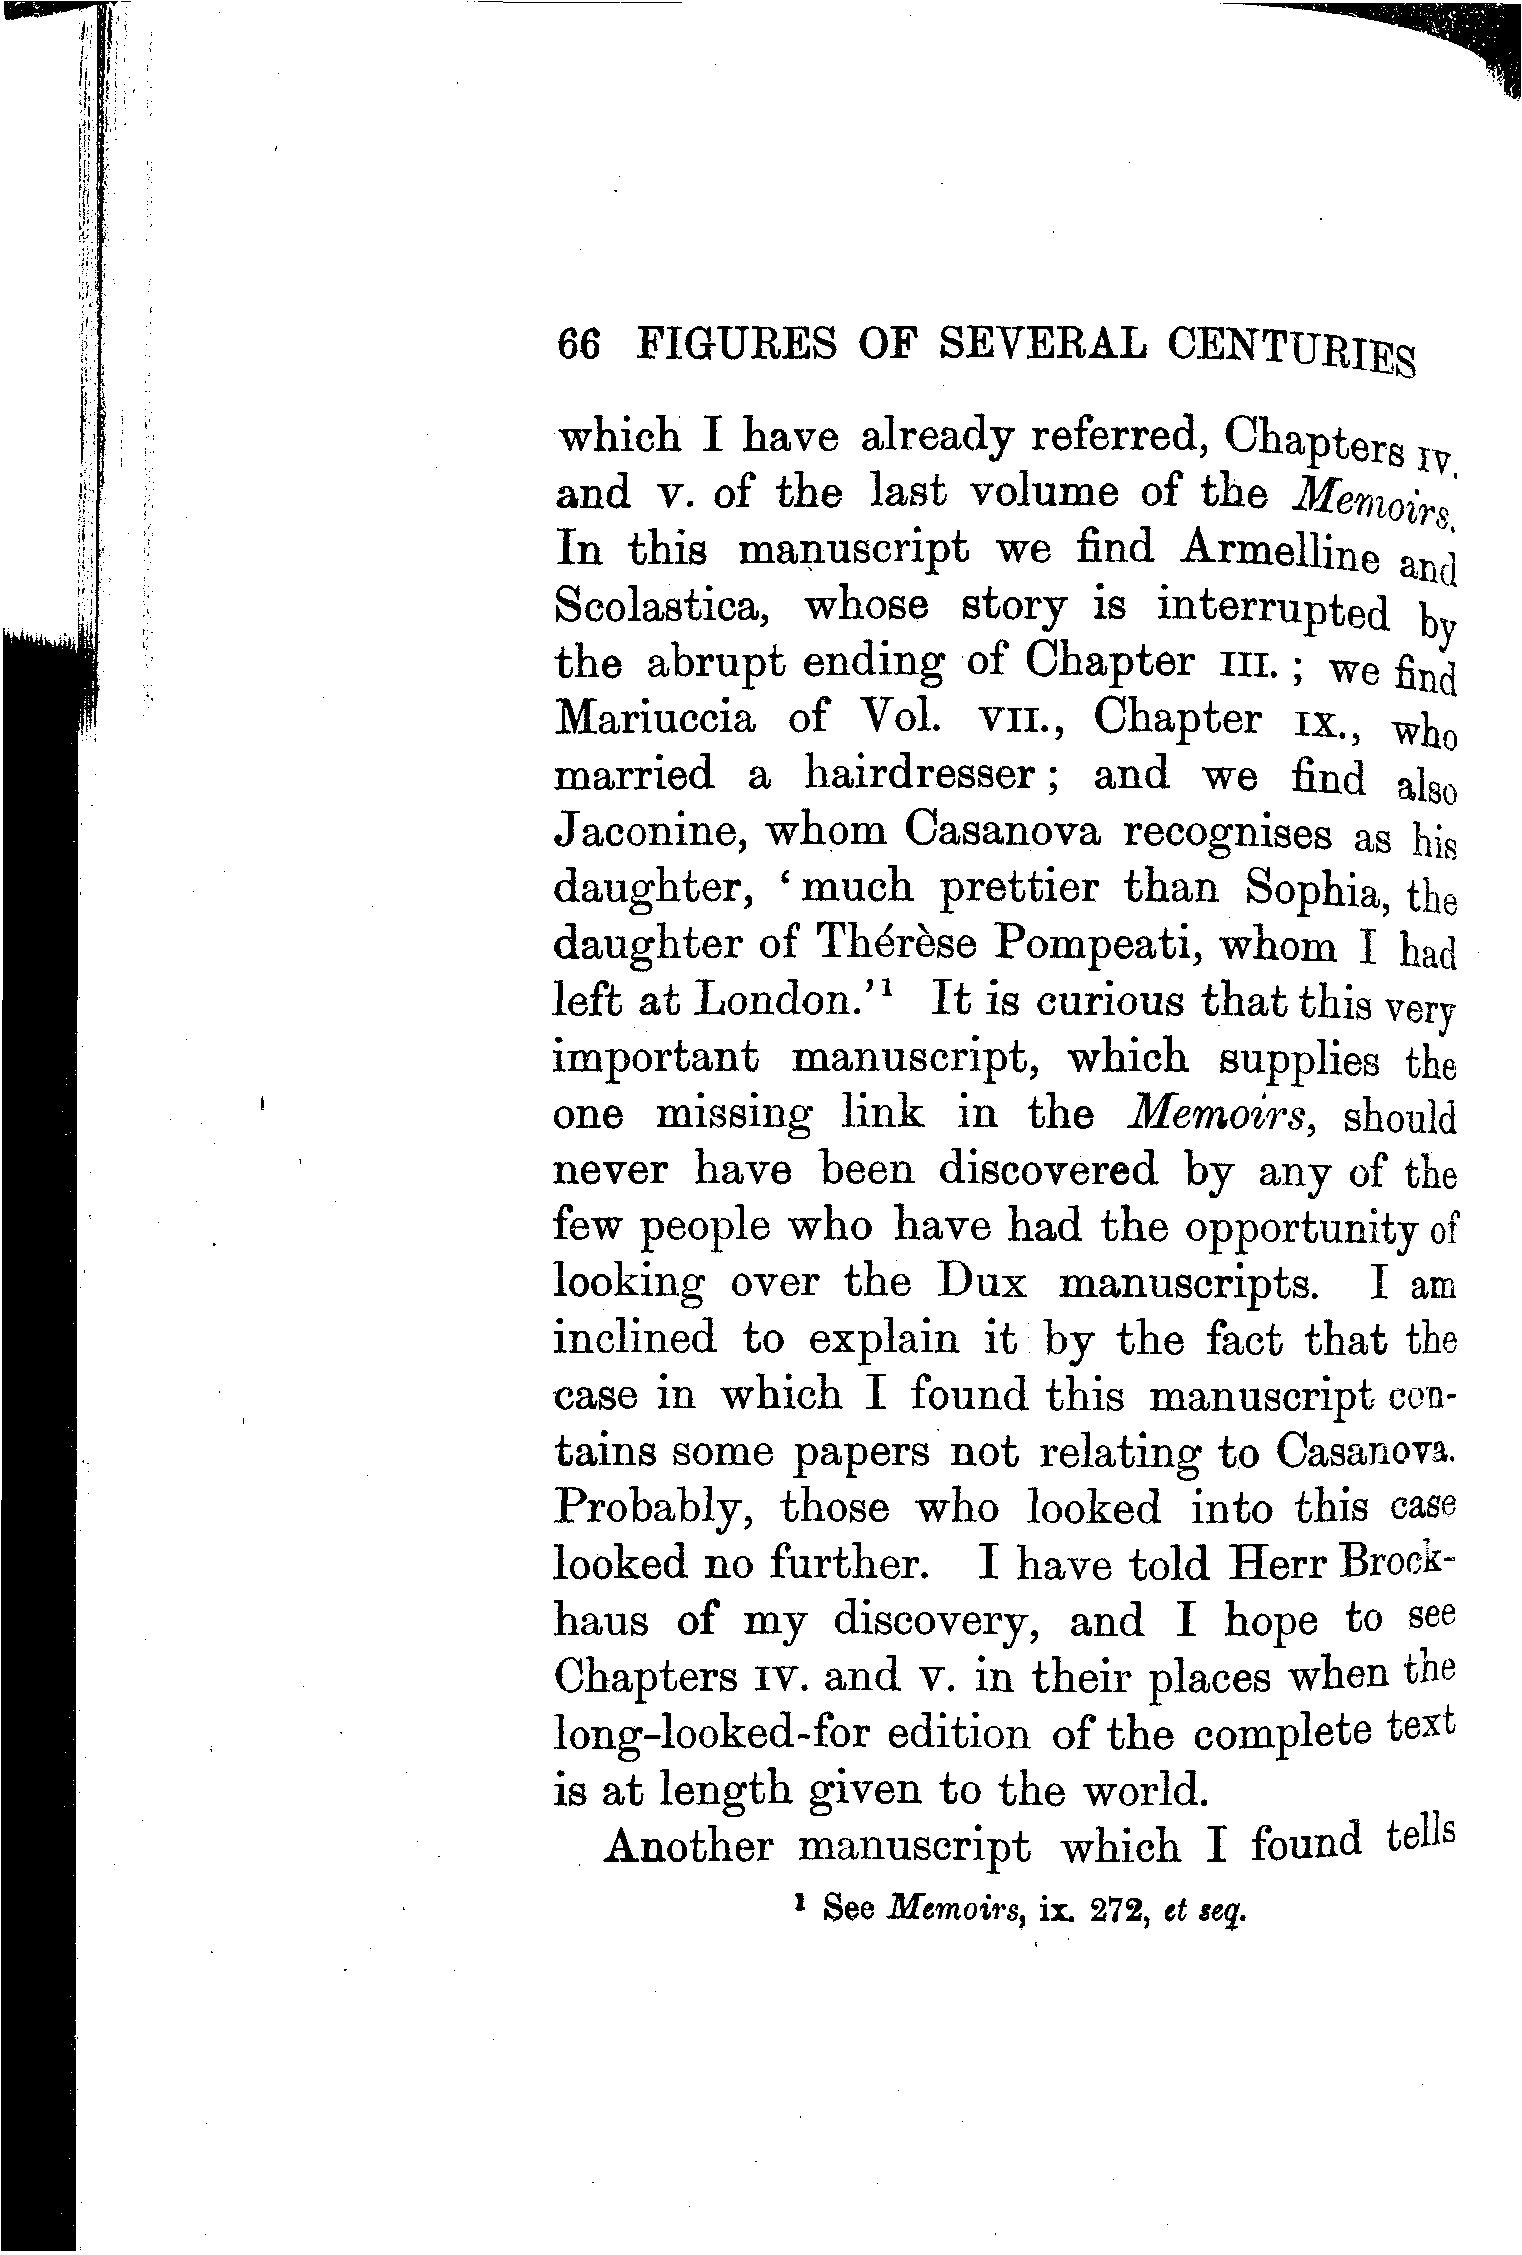 66 FIGURES OF SEVERAL CENTURIES
which I have already referred, Chapters IV.
and V. of the last volume of the Memoirs.
In this manuscript we find Armelline and
Scolastica, whose story is interrupted by
the abrupt ending of Chapter III. ; we find
Mariuccia of Vol. VII., Chapter IX., who
married a hairdresser ; and we find also
Jaconine, whom Casanova recognises as his
daughter, ‘ much prettier than Sophia, the
daughter of Thérèse Pompeati, whom I had
left at London.’¹ It is curious that this very
important manuscript, which supplies the
one missing link in the Memoirs, should
never have been discovered by any of the
few people who have had the opportunity of
looking over the Dux manuscripts. I am
inclined to explain it by the fact that the
case in which I found this manuscript con-
tains some papers not relating to Casanova.
Probably, those who looked into this case
looked no further. I have told Herr Brock-
haus of my discovery, and I hope to see
Chapters IV. and V. in their places when the
long-looked-for edition of the complete text
is at length given to the world.
Another manuscript which I found tells
¹ See Memoirs, ix. 272, et seq.